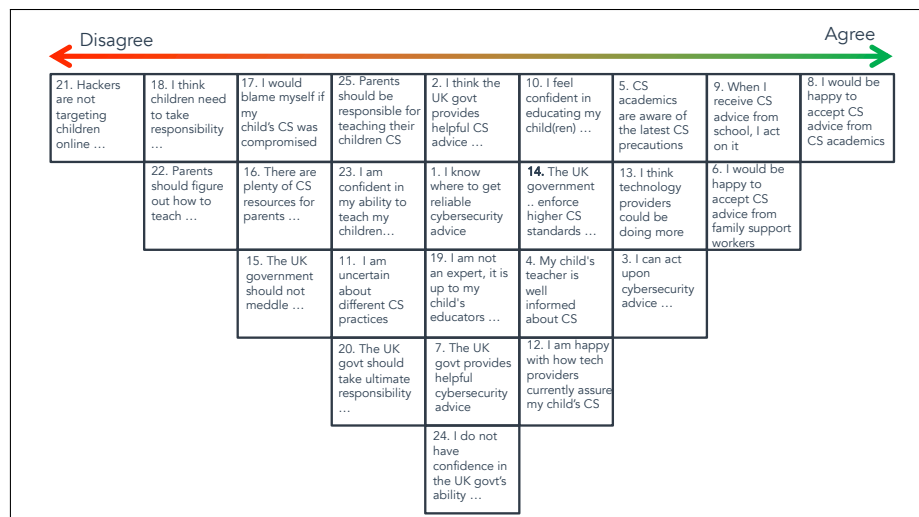 Disagree
Agree
21. Hackers
are not
targeting
children
online ...
18. I think
children need
to take
responsibility
...
17. I would
blame myself if
my
child's CS was
compromised
25. Parents
should be
responsible for
teaching their
children CS
2. I think the
UK govt
provides
helpful CS
advice ...
10. I feel
confident in
educating my
child(ren) ...
5. CS
academics
are aware of
the latest CS
precautions
9. When I
receive CS
advice from
school, I act
on it
8. I would be
happy to
accept CS
advice from
CS academics
22. Parents
should figure
out how to
teach ...
16. There are
plenty of CS
resources for
parents ...
23. I am
confident in
my ability to
teach my
children...
1. I know
where to get
reliable
cybersecurity
advice
14. The UK
government
.. enforce
higher CS
standards ...
13. I think
technology
providers
could be
doing more
6. I would be
happy to
accept CS
advice from
family support
workers
15. The UK
government
should not
meddle ...
11. I am
uncertain
about
different CS
practices
19. I am not
an expert, it is
up to my
child's
educators ...
4. My child's
teacher is
well
informed
about CS
3. I can act
upon
cybersecurity
advice ...
20. The UK
govt should
take ultimate
responsibility
...
7. The UK
govt provides
helpful
cybersecurity
advice
12. I am happy
with how tech
providers
currently assure
my child's CS
24. I do not
have
confidence in
the UK govt's
ability ...